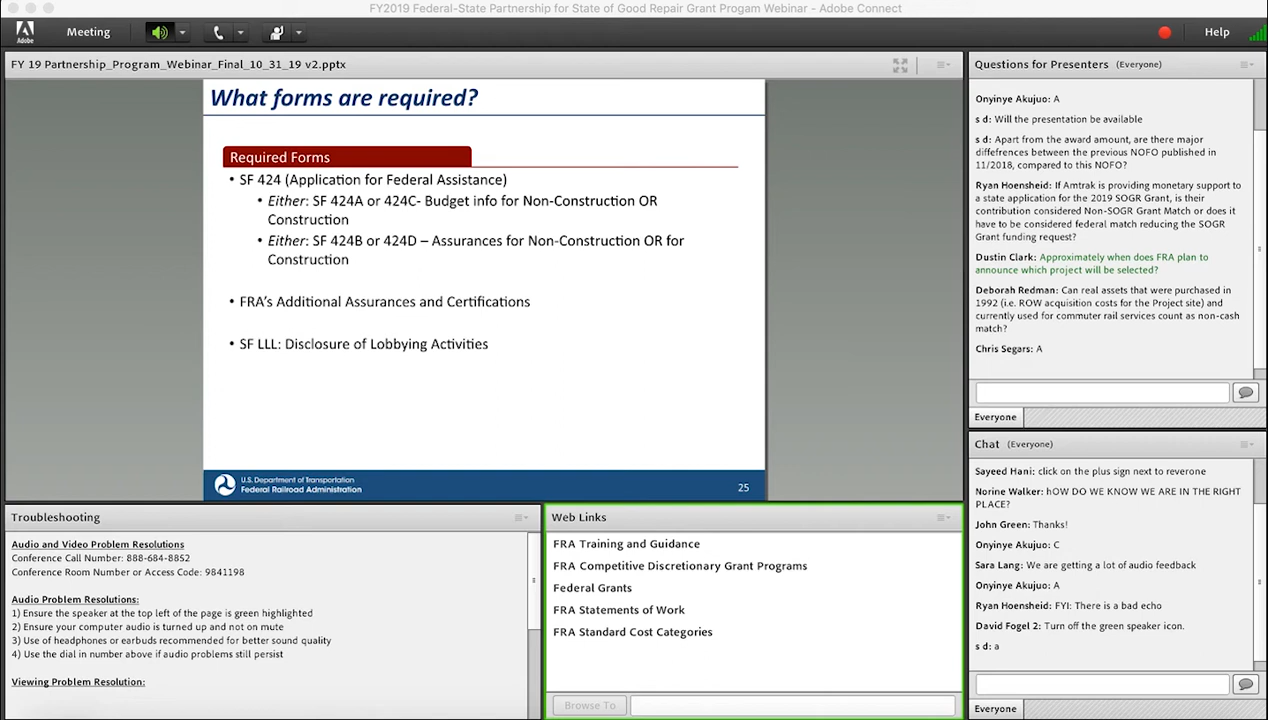 FY2019 Federal-State Partnership for State of Good Repair Grant Progam Webinar - Adobe Connect
Adobe
Meeting
Help
FY 19 Partnership_Program_Webinar_Final_10_31_19 v2.pptx
What forms are required?
Required Forms
• SF 424 (Application for Federal Assistance)
• Either: SF 424A or 424C- Budget info for Non-Construction OR
Construction
• Either: SF 424B or 424D – Assurances for Non-Construction OR for
Construction
• FRA's Additional Assurances and Certifications
• SF LLL: Disclosure of Lobbying Activities
U.S. Department of Transportation
Federal Railroad Administration
25
Questions for Presenters (Everyone)
Onyinye Akujuo: A
s d: Will the presentation be available
s d: Apart from the award amount, are there major
diffefrences between the previous NOFO published in
11/2018, compared to this NOFO?
Ryan Hoensheid: If Amtrak is providing monetary support to
a state application for the 2019 SOGR Grant, is their
contribution considered Non-SOGR Grant Match or does it
have to be considered federal match reducing the SOGR
Grant funding request?
Dustin Clark: Approximately when does FRA plan to
announce which project will be selected?
Deborah Redman: Can real assets that were purchased in
1992 (i.e. ROW acquisition costs for the Project site) and
currently used for commuter rail services count as non-cash
match?
Chris Segars: A
Everyone
Chat (Everyone)
Sayeed Hani: click on the plus sign next to reverone
Norine Walker: hOW DO WE KNOW WE ARE IN THE RIGHT
PLACE?
John Green: Thanks!
Onyinye Akujuo: C
Sara Lang: We are getting a lot of audio feedback
Onyinye Akujuo: A
Ryan Hoensheid: FYI: There is a bad echo
David Fogel 2: Turn off the green speaker icon.
s d: a
Everyone
Troubleshooting
Audio and Video Problem Resolutions
Conference Call Number: 888-684-8852
Conference Room Number or Access Code: 9841198
Audio Problem Resolutions:
1) Ensure the speaker at the top left of the page is green highlighted
2) Ensure your computer audio is turned up and not on mute
3) Use of headphones or earbuds recommended for better sound quality
4) Use the dial in number above if audio problems still persist
Viewing Problem Resolution:
Web Links
FRA Training and Guidance
FRA Competitive Discretionary Grant Programs
Federal Grants
FRA Statements of Work
FRA Standard Cost Categories
Browse To